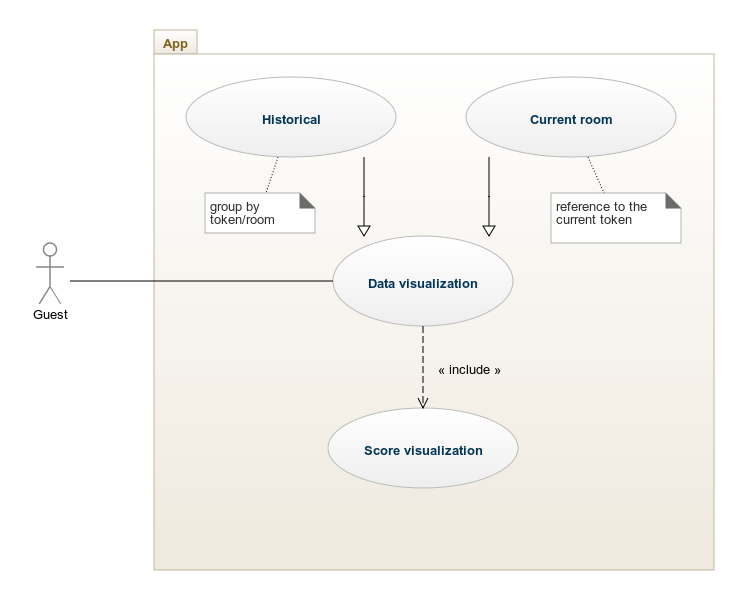 App
Historical
Current room
group by
token/room
reference to the
current token
Data visualization
Guest
« include »
Score visualization